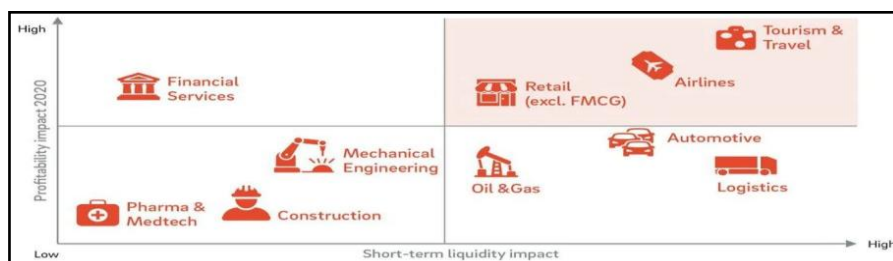 High
Tourism &
Travel
Financial
Services
Retail
(excl. FMCG)
Airlines
Profitability impact 2020
Mechanical
Engineering
Automotive
Oil &Gas
Logistics
Pharma &
Medtech
Construction
Low
Short-term liquidity impact
High